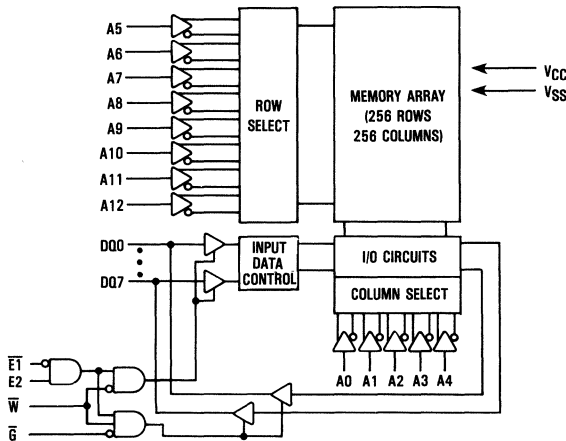 A5
A6
A7
A8
A9
A10
A11
A12
ROW
SELECT
MEMORY ARRAY
(256 ROWS
256 COLUMNS)
VCC
VSS
DQ0
DQ7
INPUT
DATA
CONTROL
I/O CIRCUITS
COLUMN SELECT
A0 A1 A2 A3 A4
E̅1̅
E2
W̅
G̅